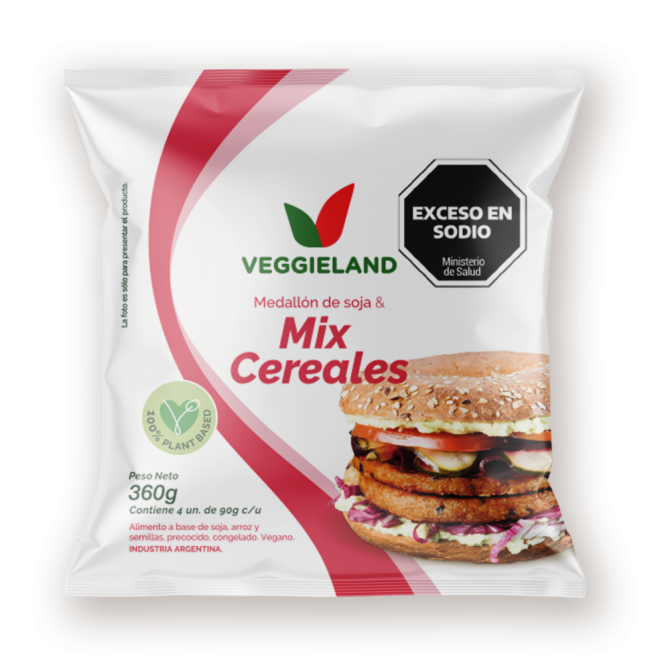 La foto es sólo para presentar el producto.
VEGGIELAND
EXCESO EN
SODIO
Ministerio
de Salud
Medallón de soja &
Mix
Cereales
100% PLANT BASED
Peso Neto
360g
Contiene 4 un. de 90g c/u
Alimento a base de soja, arroz y
semillas, precocido, congelado. Vegano.
INDUSTRIA ARGENTINA.